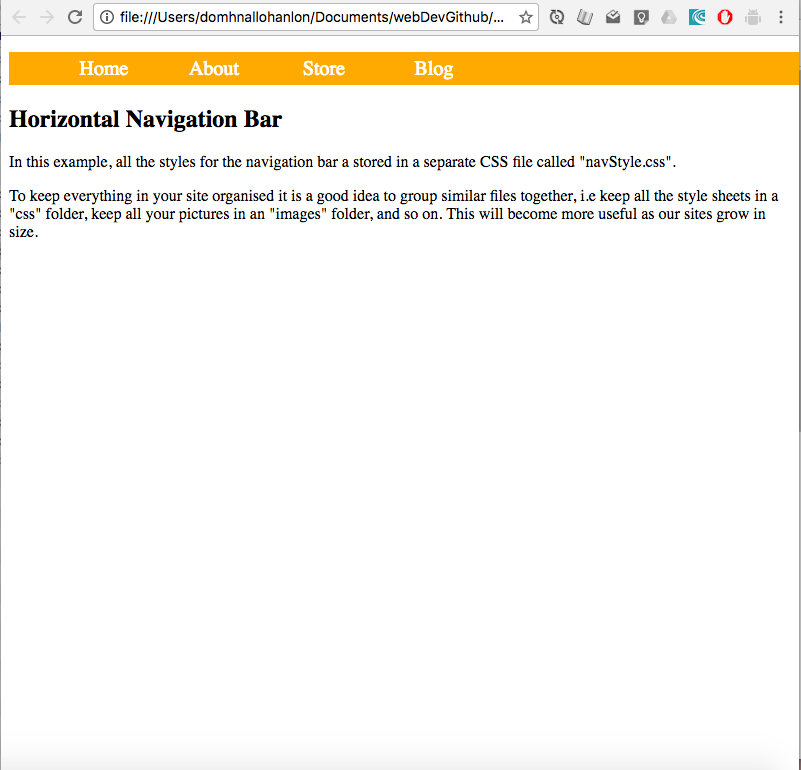 file:///Users/domhnallohanlon/Documents/webDevGithub/...
Home About Store Blog
Horizontal Navigation Bar
In this example, all the styles for the navigation bar a stored in a separate CSS file called "navStyle.css".
To keep everything in your site organised it is a good idea to group similar files together, i.e keep all the style sheets in a
"css" folder, keep all your pictures in an "images" folder, and so on. This will become more useful as our sites grow in
size.